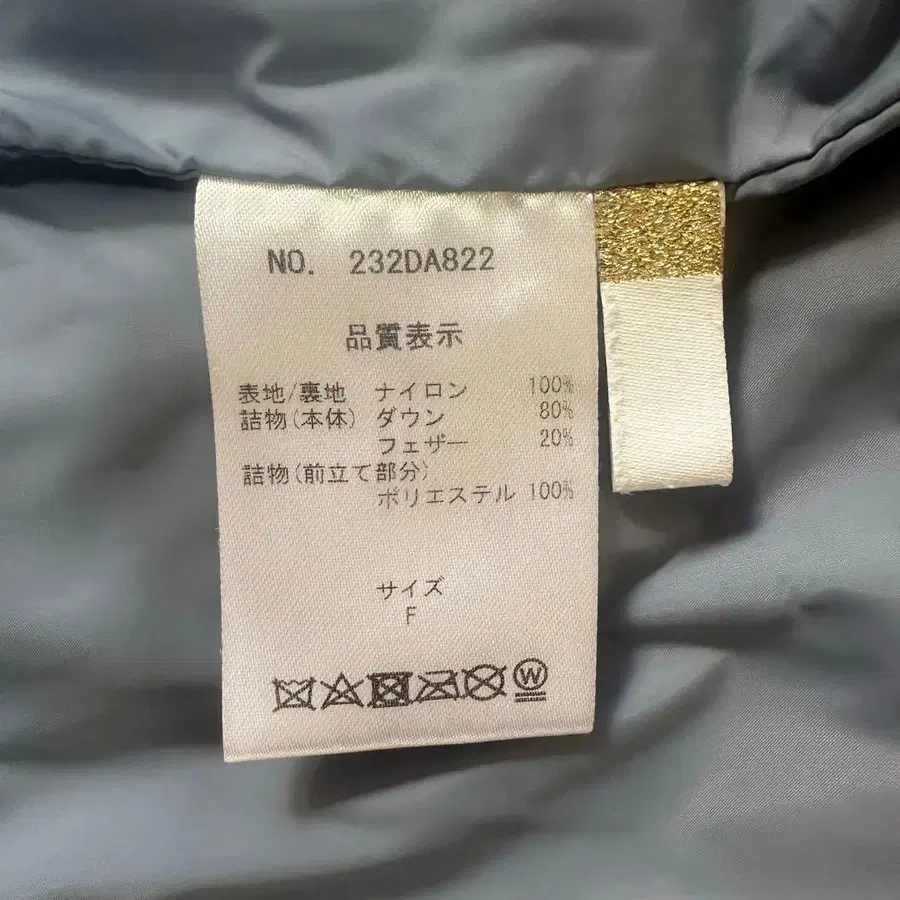 NO. 232DA822
品質表示
表地/裏地 ナイロン 100%
詰物(本体) ダウン 80%
フェザー 20%
詰物(前立て部分)
ポリエステル 100%
サイズ
F
W